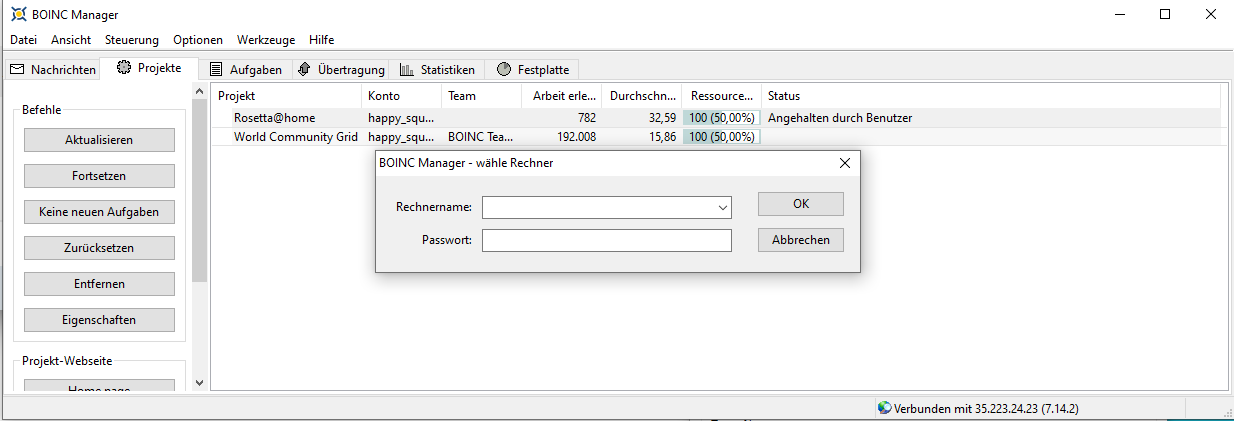 BOINC Manager
Datei Ansicht Steuerung Optionen Werkzeuge Hilfe
Nachrichten Projekte Aufgaben Übertragung Statistiken Festplatte
Befehle
Aktualisieren
Fortsetzen
Keine neuen Aufgaben
Zurücksetzen
Entfernen
Eigenschaften
Projekt-Webseite
Home page
Projekt Konto Team Arbeit erle... Durchschn... Ressource... Status
Rosetta@home happy_squ... 782 32,59 100 (50,00%) Angehalten durch Benutzer
World Community Grid happy_squ... BOINC Tea... 192.008 15,86 100 (50,00%)
BOINC Manager - wähle Rechner
Rechnername: OK
Passwort: Abbrechen
Verbunden mit 35.223.24.23 (7.14.2)